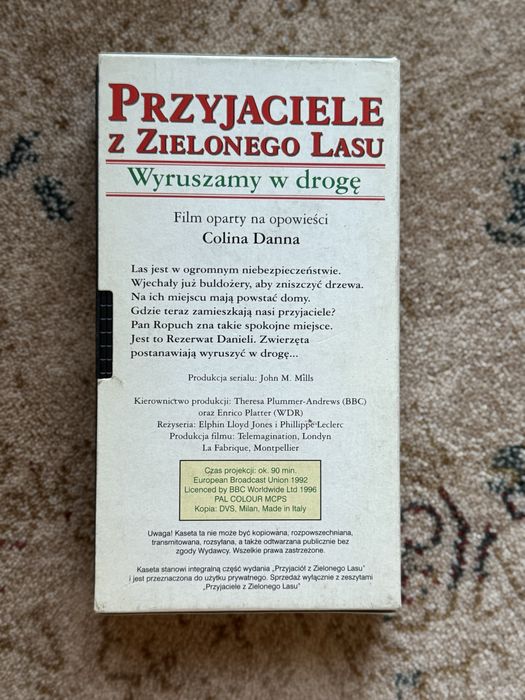 PRZYJACIELE
Z ZIELONEGO LASU
Wyruszamy w drogę
Film oparty na opowieści
Colina Danna
Las jest w ogromnym niebezpieczeństwie.
Wjechały już buldożery, aby zniszczyć drzewa.
Na ich miejscu mają powstać domy.
Gdzie teraz zamieszkają nasi przyjaciele?
Pan Ropuch zna takie spokojne miejsce.
Jest to Rezerwat Danieli. Zwierzęta
postanawiają wyruszyć w drogę...
Produkcja serialu: John M. Mills
Kierownictwo produkcji: Theresa Plummer-Andrews (BBC)
oraz Enrico Platter (WDR)
Reżyseria: Elphin Lloyd Jones i Phillippe Leclerc
Produkcja filmu: Telemagination, Londyn
La Fabrique, Montpellier
Czas projekcji: ok. 90 min.
European Broadcast Union 1992
Licenced by BBC Worldwide Ltd 1996
PAL COLOUR MCPS
Kopia: DVS, Milan, Made in Italy
Uwaga! Kaseta ta nie może być kopiowana, rozpowszechniana,
transmitowana, rozsyłana, a także odtwarzana publicznie bez
zgody Wydawcy. Wszelkie prawa zastrzeżone.
Kaseta stanowi integralną część wydania „Przyjaciół z Zielonego Lasu"
i jest przeznaczona do użytku prywatnego. Sprzedaż wyłącznie z zeszytami
„Przyjaciele z Zielonego Lasu"